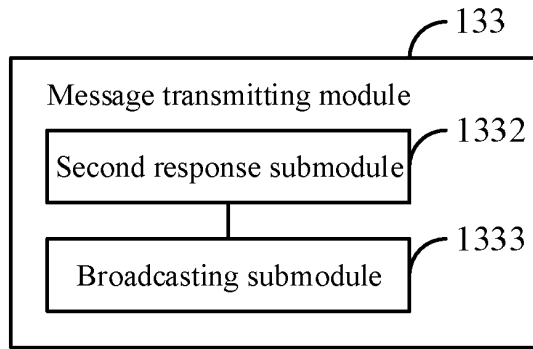 133
Message transmitting module
1332
Second response submodule
1333
Broadcasting submodule